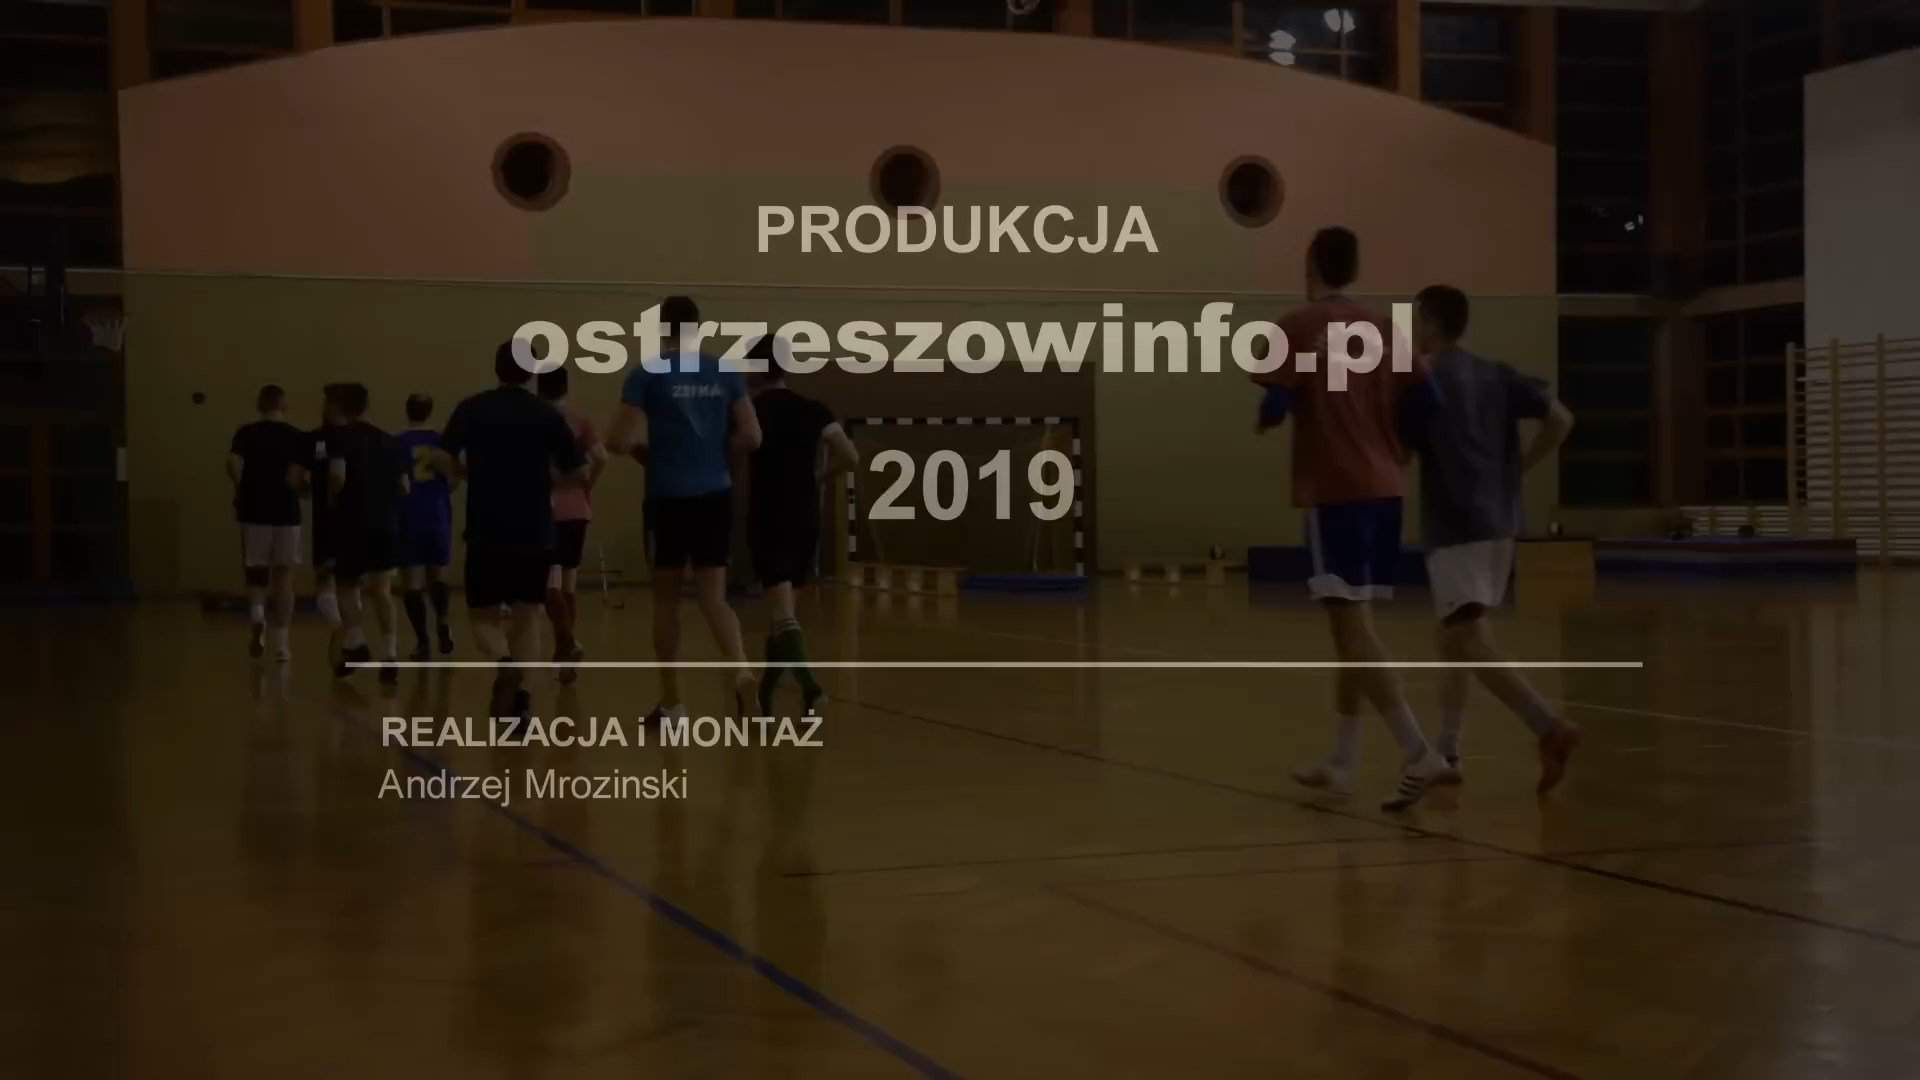 PRODUKCJA
ostrzeszowinfo.pl
2019
REALIZACJA i MONTAŻ
Andrzej Mrozinski